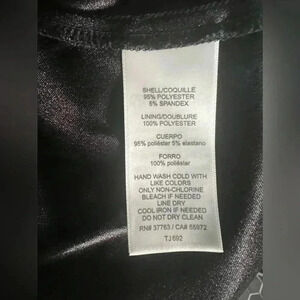 SHELL/COQUILLE
95% POLYESTER
5% SPANDEX
LINING/DOUBLURE
100% POLYESTER
CUERPO
95% poliéster 5% elastano
FORRO
100% poliéster
HAND WASH COLD WITH
LIKE COLORS
ONLY NON-CHLORINE
BLEACH IF NEEDED
LINE DRY
COOL IRON IF NEEDED
DO NOT DRY CLEAN
RN# 37763 / CA# 55972
TJ692